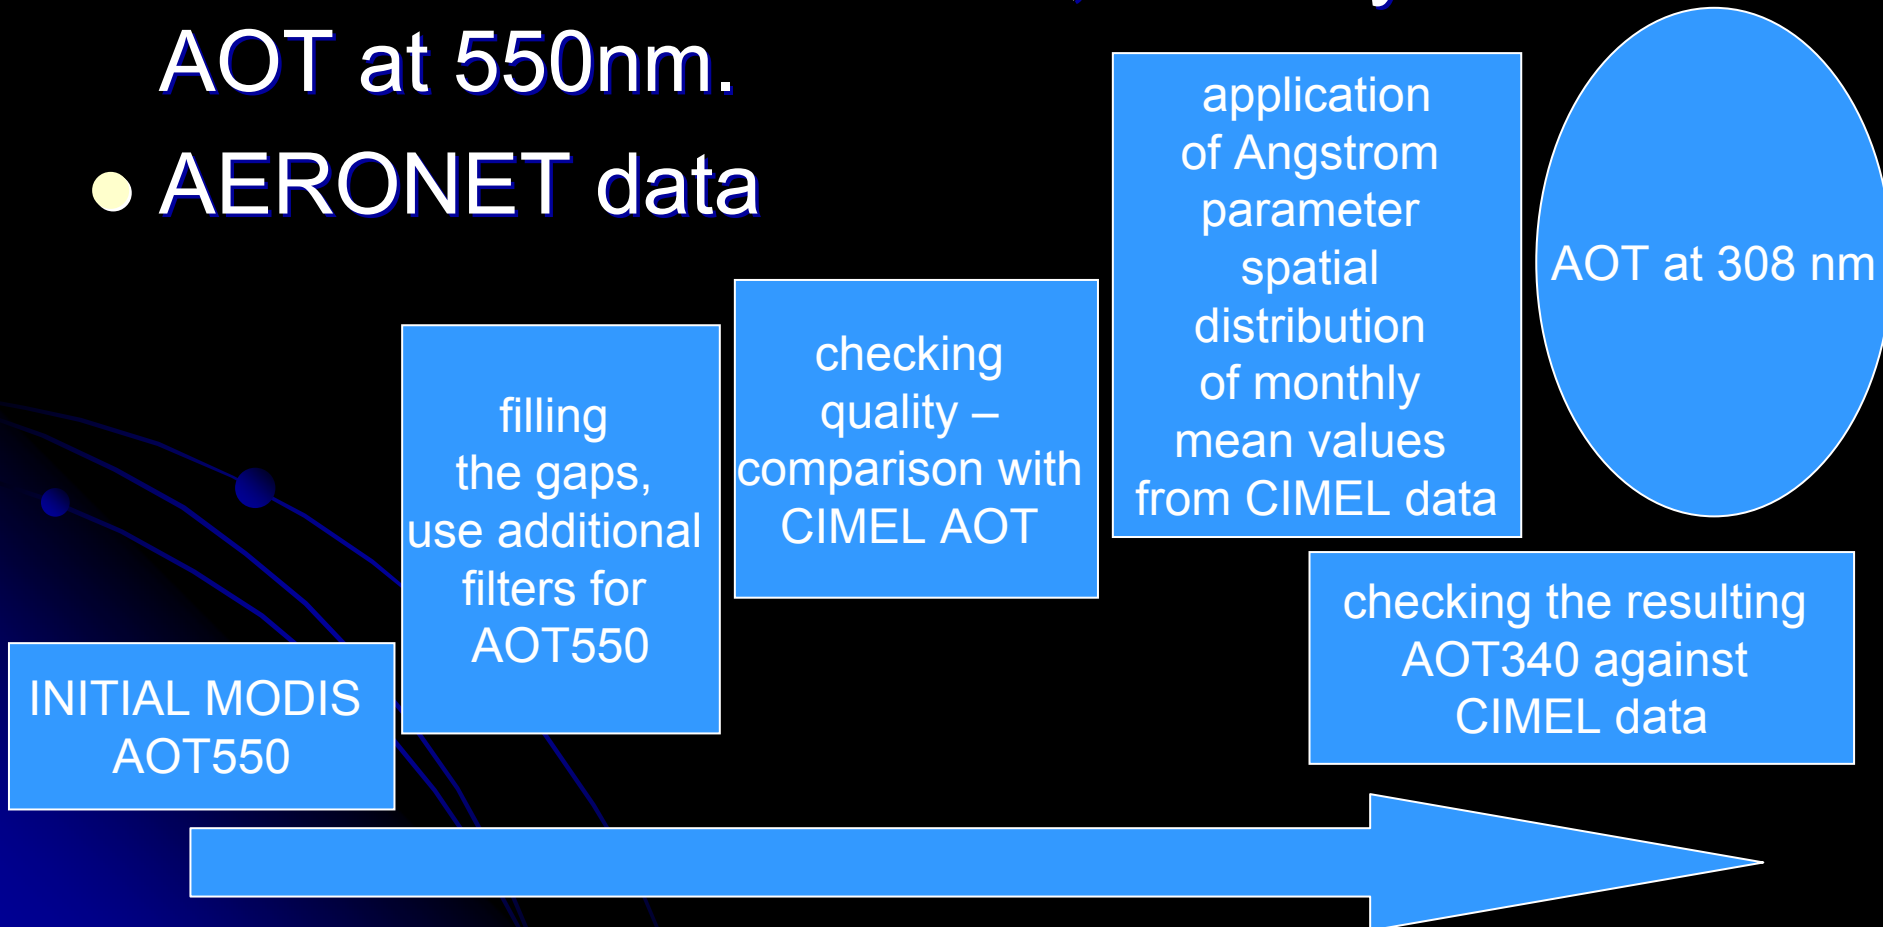 AOT at 550nm.
AERONET data
INITIAL MODIS
AOT550
filling
the gaps,
use additional
filters for
AOT550
checking
quality –
comparison with
CIMEL AOT
application
of Angstrom
parameter
spatial
distribution
of monthly
mean values
from CIMEL data
AOT at 308 nm
checking the resulting
AOT340 against
CIMEL data